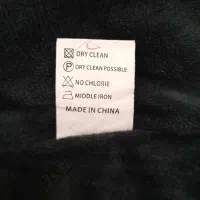 DRY CLEAN
DRY CLEAN POSSIBLE
NO CHLORIE
MIDDLE IRON
MADE IN CHINA